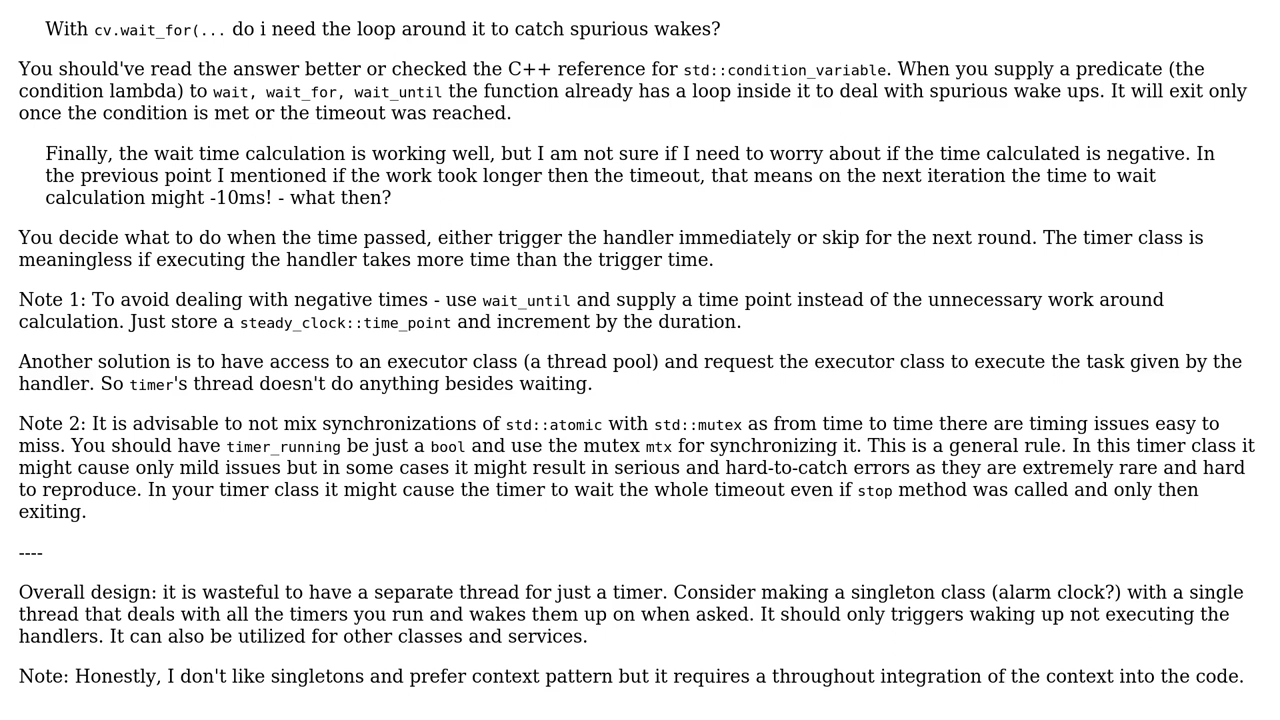 With cv.wait_for(... do i need the loop around it to catch spurious wakes?
You should've read the answer better or checked the C++ reference for std::condition_variable. When you supply a predicate (the
condition lambda) to wait, wait_for, wait_until the function already has a loop inside it to deal with spurious wake ups. It will exit only
once the condition is met or the timeout was reached.
Finally, the wait time calculation is working well, but I am not sure if I need to worry about if the time calculated is negative. In
the previous point I mentioned if the work took longer then the timeout, that means on the next iteration the time to wait
calculation might -10ms! - what then?
You decide what to do when the time passed, either trigger the handler immediately or skip for the next round. The timer class is
meaningless if executing the handler takes more time than the trigger time.
Note 1: To avoid dealing with negative times - use wait_until and supply a time point instead of the unnecessary work around
calculation. Just store a steady_clock::time_point and increment by the duration.
Another solution is to have access to an executor class (a thread pool) and request the executor class to execute the task given by the
handler. So timer's thread doesn't do anything besides waiting.
Note 2: It is advisable to not mix synchronizations of std::atomic with std::mutex as from time to time there are timing issues easy to
miss. You should have timer_running be just a bool and use the mutex mtx for synchronizing it. This is a general rule. In this timer class it
might cause only mild issues but in some cases it might result in serious and hard-to-catch errors as they are extremely rare and hard
to reproduce. In your timer class it might cause the timer to wait the whole timeout even if stop method was called and only then
exiting.
----
Overall design: it is wasteful to have a separate thread for just a timer. Consider making a singleton class (alarm clock?) with a single
thread that deals with all the timers you run and wakes them up on when asked. It should only triggers waking up not executing the
handlers. It can also be utilized for other classes and services.
Note: Honestly, I don't like singletons and prefer context pattern but it requires a throughout integration of the context into the code.